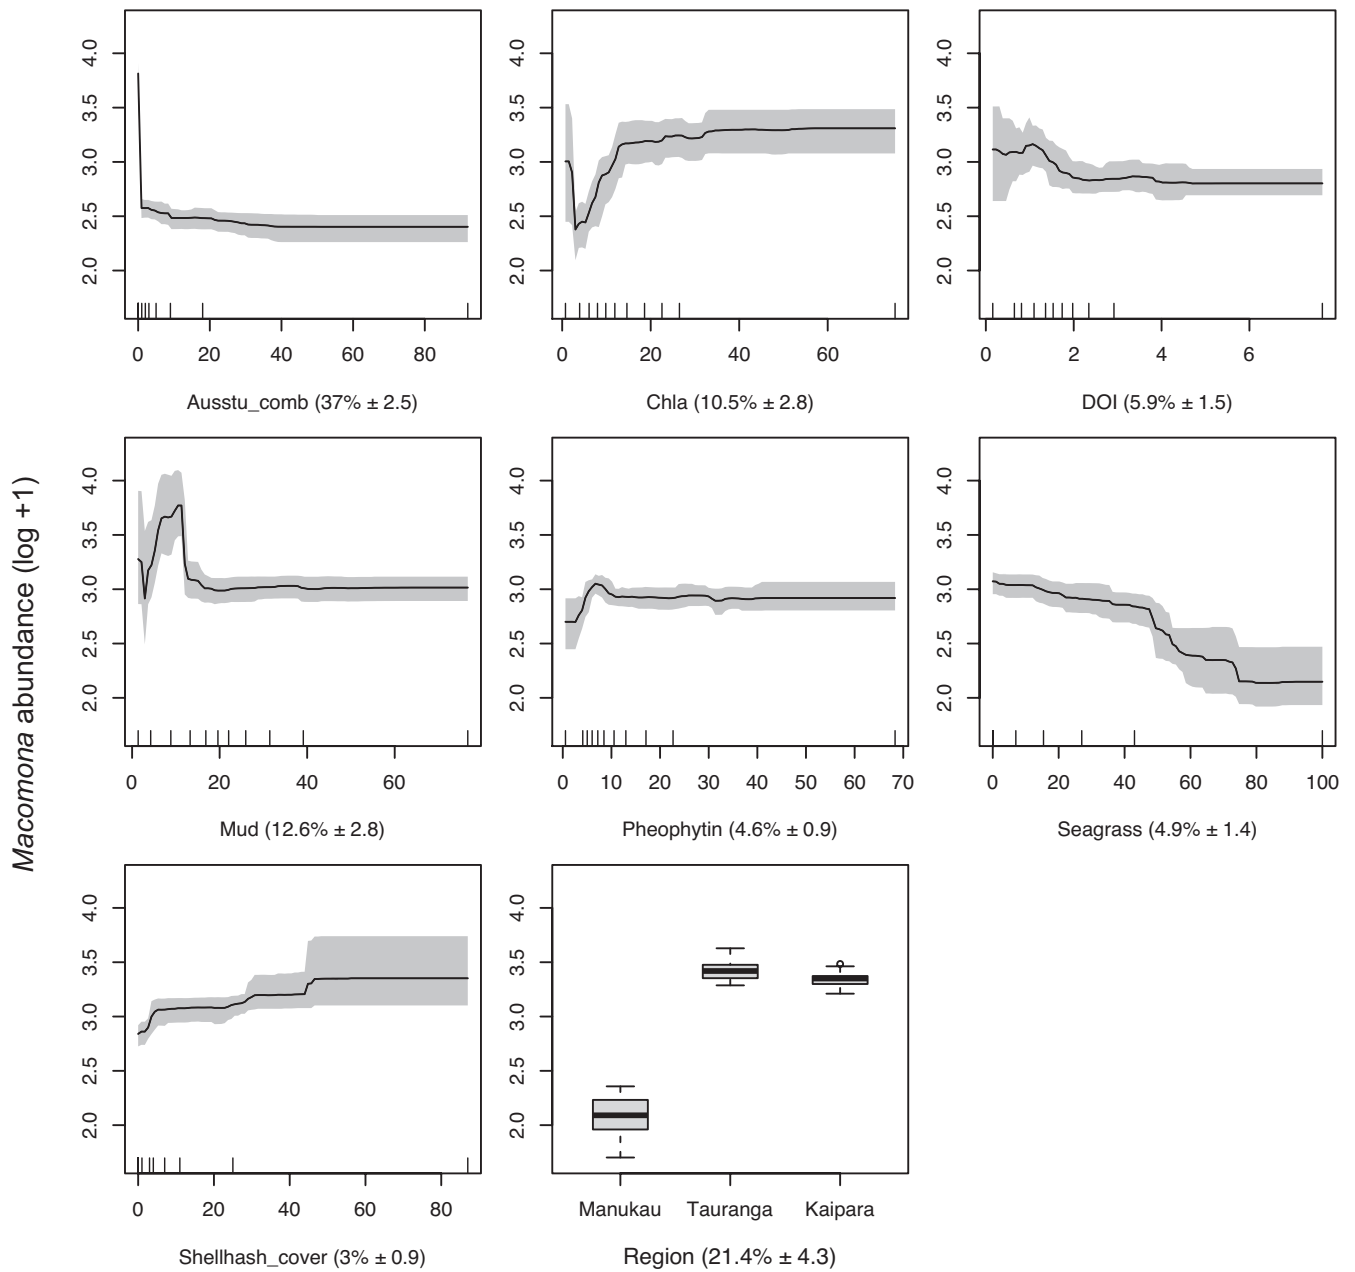 Macomona abundance (log +1)
2.0 2.5 3.0 3.5 4.0
0 20 40 60 80
Ausstu_comb (37% ± 2.5)
2.0 2.5 3.0 3.5 4.0
0 20 40 60
Chla (10.5% ± 2.8)
2.0 2.5 3.0 3.5 4.0
0 2 4 6
DOI (5.9% ± 1.5)
2.0 2.5 3.0 3.5 4.0
0 20 40 60
Mud (12.6% ± 2.8)
2.0 2.5 3.0 3.5 4.0
0 10 20 30 40 50 60 70
Pheophytin (4.6% ± 0.9)
2.0 2.5 3.0 3.5 4.0
0 20 40 60 80 100
Seagrass (4.9% ± 1.4)
2.0 2.5 3.0 3.5 4.0
0 20 40 60 80
Shellhash_cover (3% ± 0.9)
2.0 2.5 3.0 3.5 4.0
Manukau Tauranga Kaipara
Region (21.4% ± 4.3)